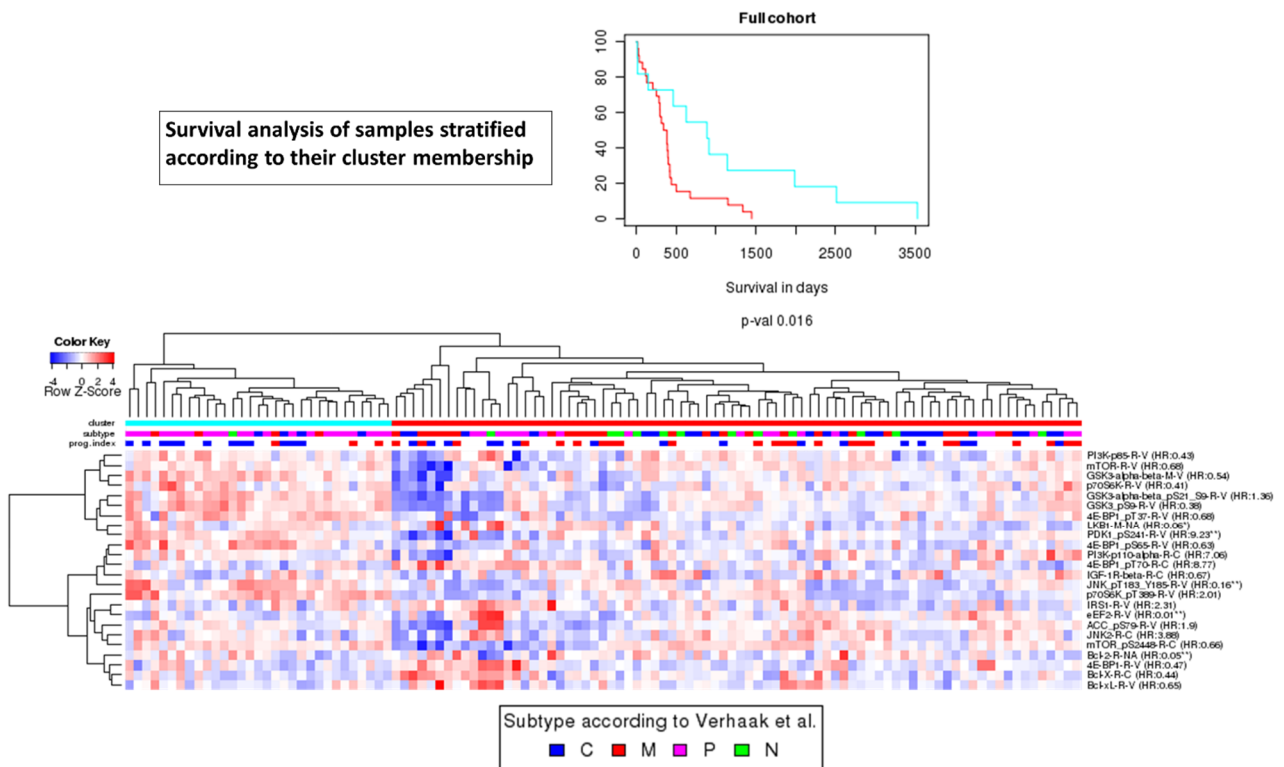 Full cohort
Survival analysis of samples stratified
according to their cluster membership
100
80
60
40
20
0
0 500 1500 2500 3500
Survival in days
p-val 0.016
Color Key
-4 0 2 4
Row Z-Score
cluster
subtype
prog.index
PI3K-p85-R-V (HR:0.43)
mTOR-R-V (HR:0.68)
GSK3-alpha-beta-M-V (HR:0.54)
p70S6K-R-V (HR:0.41)
GSK3-alpha-beta_pS21_S9-R-V (HR:1.36)
GSK3_pS9-R-V (HR:0.38)
4E-BP1_pT37-R-V (HR:0.68)
LKB1-M-NA (HR:0.06*)
PDK1_pS241-R-V (HR:9.23**)
4E-BP1_pS65-R-V (HR:0.63)
PI3K-p110-alpha-R-C (HR:7.06)
4E-BP1_pT70-R-C (HR:8.77)
IGF-1R-beta-R-C (HR:0.67)
JNK_pT183_Y185-R-V (HR:0.16**)
p70S6K_pT389-R-V (HR:2.01)
IRS1-R-V (HR:2.31)
eEF2-R-V (HR:0.01**)
ACC_pS79-R-V (HR:1.9)
JNK2-R-C (HR:3.88)
mTOR_pS2448-R-C (HR:0.66)
Bcl-2-R-NA (HR:0.05**)
4E-BP1-R-V (HR:0.47)
Bcl-X-R-C (HR:0.44)
Bcl-xL-R-V (HR:0.65)
Subtype according to Verhaak et al.
C M P N